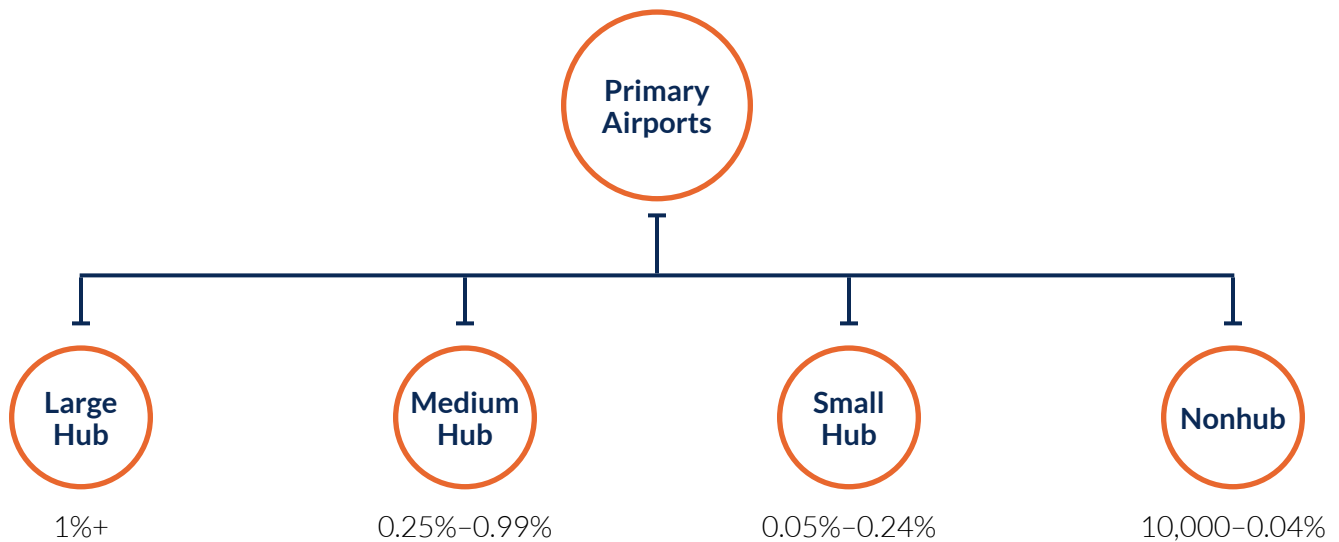 Primary
Airports
Large
Hub
Medium
Hub
Small
Hub
Nonhub
1%+
0.25%–0.99%
0.05%–0.24%
10,000–0.04%